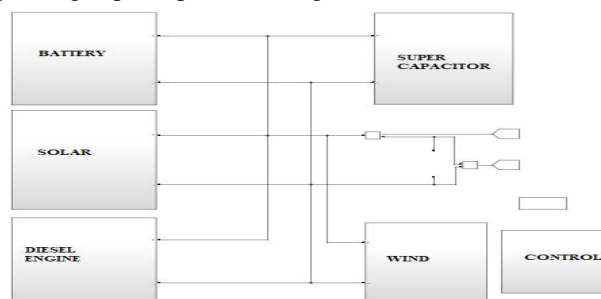 BATTERY
SUPER
CAPACITOR
SOLAR
DIESEL
ENGINE
WIND
CONTROL